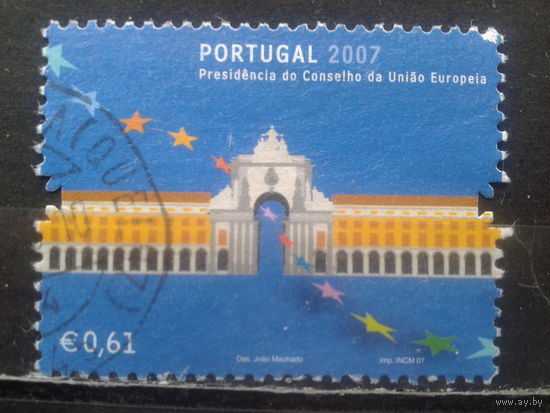 PORTUGAL 2007
Presidência do Conselho da União Europeia
€ 0,61
Des. João Machado
Imp. INCM 07
www.ay.by